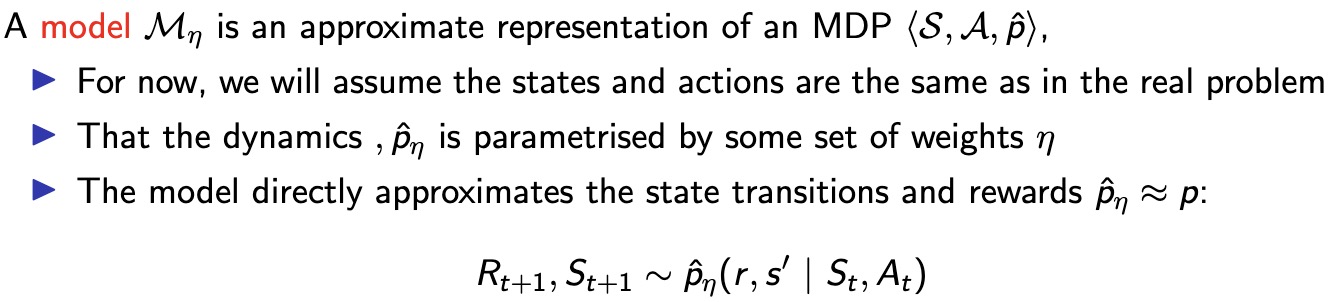 A model ℳ_η is an approximate representation of an MDP ⟨𝒮, 𝒜, p̂⟩,
▶ For now, we will assume the states and actions are the same as in the real problem
▶ That the dynamics , p̂_η is parametrised by some set of weights η
▶ The model directly approximates the state transitions and rewards p̂_η ≈ p:
R_{t+1}, S_{t+1} ∼ p̂_η(r, s′ | S_t, A_t)